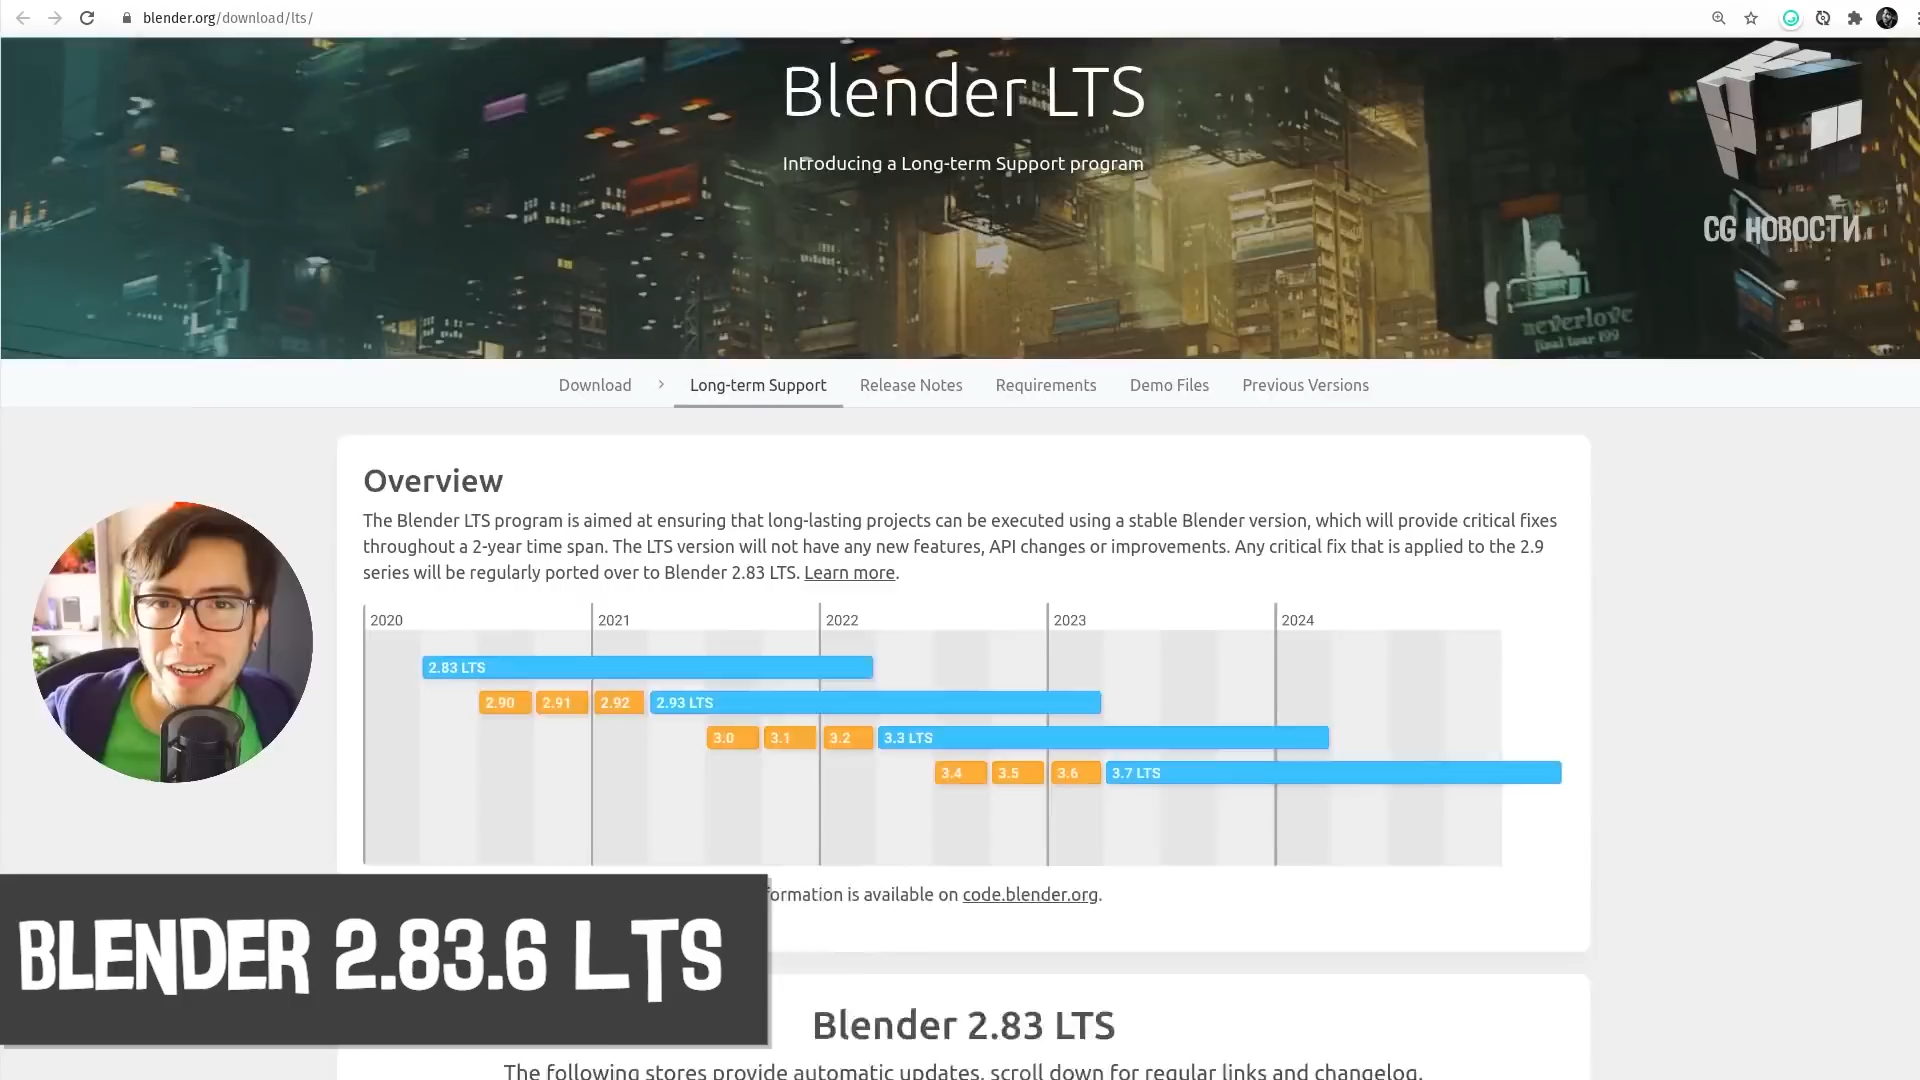 blender.org/download/lts/
Blender LTS
Introducing a Long-term Support program
CG НОВОСТИ
neverlove
final tour 199
Download > Long-term Support Release Notes Requirements Demo Files Previous Versions
Overview
The Blender LTS program is aimed at ensuring that long-lasting projects can be executed using a stable Blender version, which will provide critical fixes
throughout a 2-year time span. The LTS version will not have any new features, API changes or improvements. Any critical fix that is applied to the 2.9
series will be regularly ported over to Blender 2.83 LTS. Learn more.
2020 2021 2022 2023 2024
2.83 LTS
2.90 2.91 2.92 2.93 LTS
3.0 3.1 3.2 3.3 LTS
3.4 3.5 3.6 3.7 LTS
formation is available on code.blender.org.
BLENDER 2.83.6 LTS
Blender 2.83 LTS
The following stores provide automatic updates, scroll down for regular links and changelog.